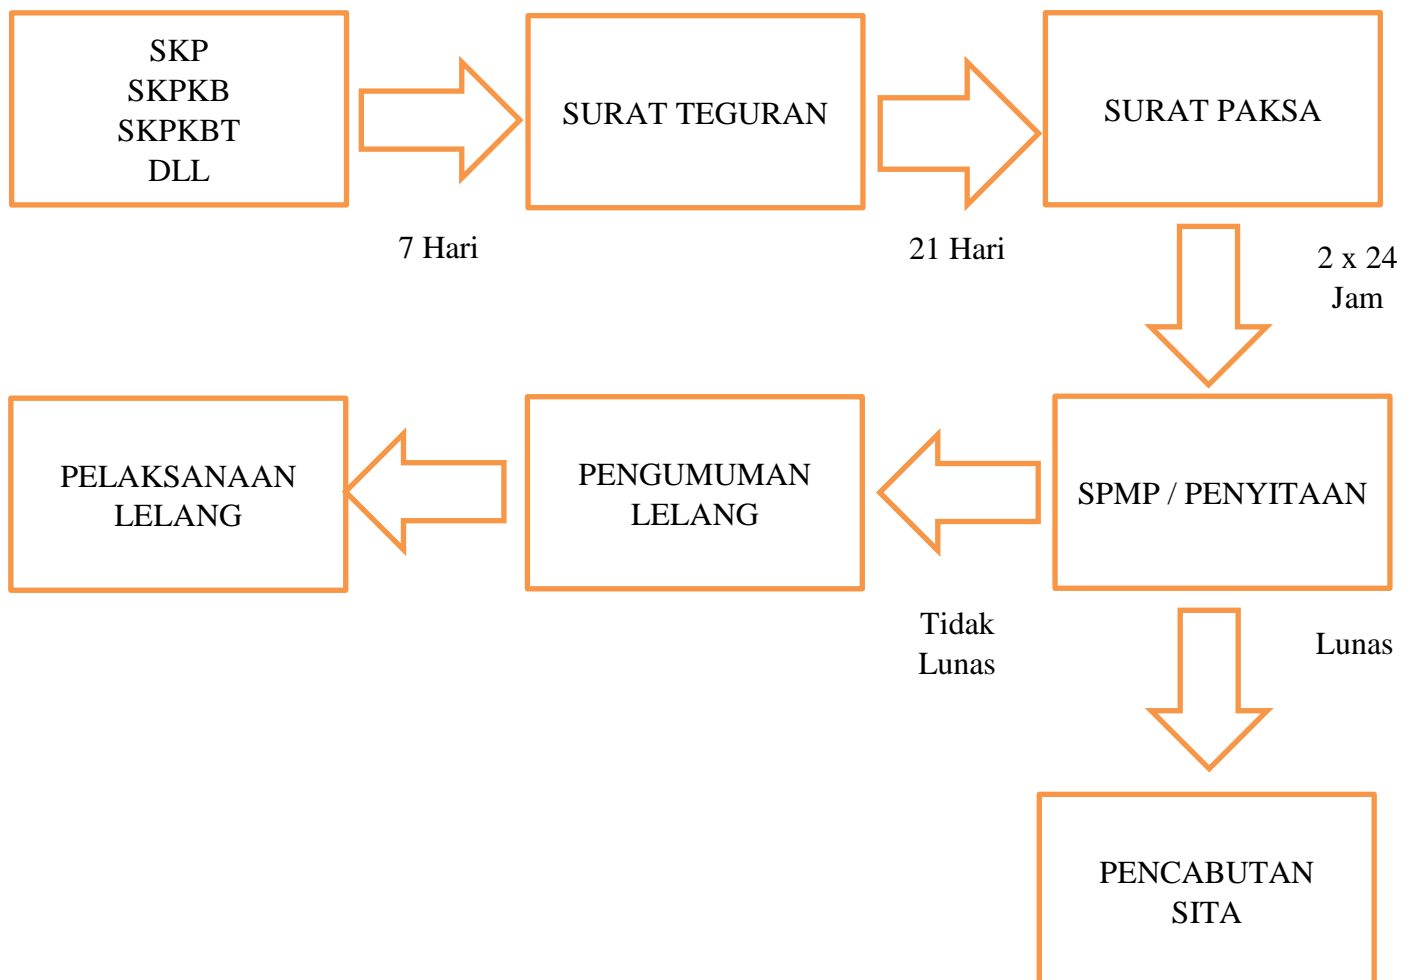 SKP
SKPKB
SKPKBT
DLL
SURAT TEGURAN
SURAT PAKSA
7 Hari
21 Hari
2 x 24
Jam
PELAKSANAAN
LELANG
PENGUMUMAN
LELANG
SPMP / PENYITAAN
Tidak
Lunas
Lunas
PENCABUTAN
SITA